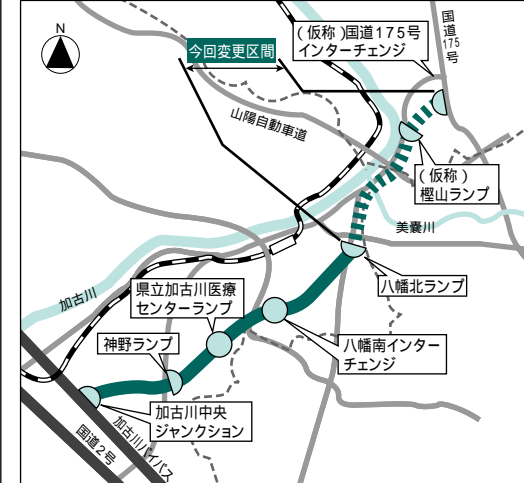 N
今回変更区間
(仮称)国道175号
インターチェンジ
国道
175
号
山陽自動車道
(仮称)
樫山ランプ
美嚢川
加古川
県立加古川医療
センターランプ
八幡北ランプ
神野ランプ
八幡南インター
チェンジ
加古川中央
ジャンクション
加古川バイパス
国道2号